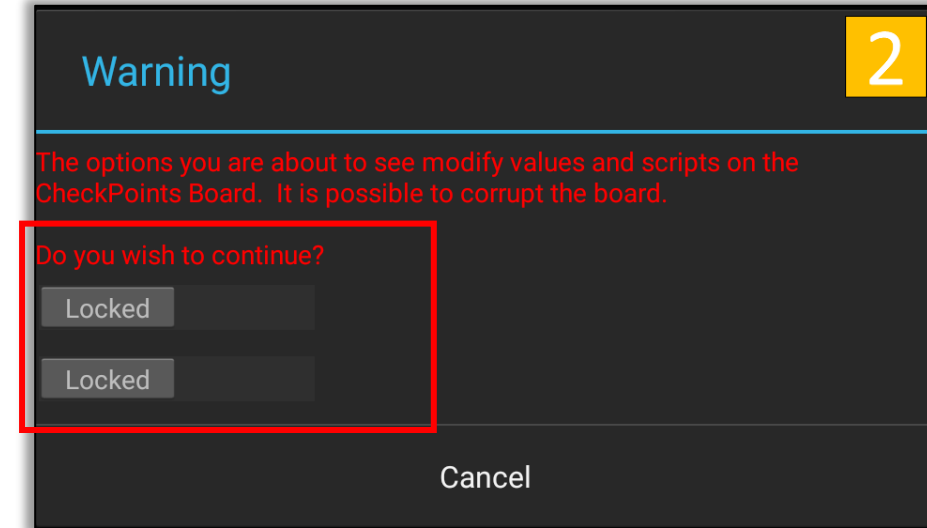 Warning
2
The options you are about to see modify values and scripts on the
CheckPoints Board.  It is possible to corrupt the board.
Do you wish to continue?
Locked
Locked
Cancel